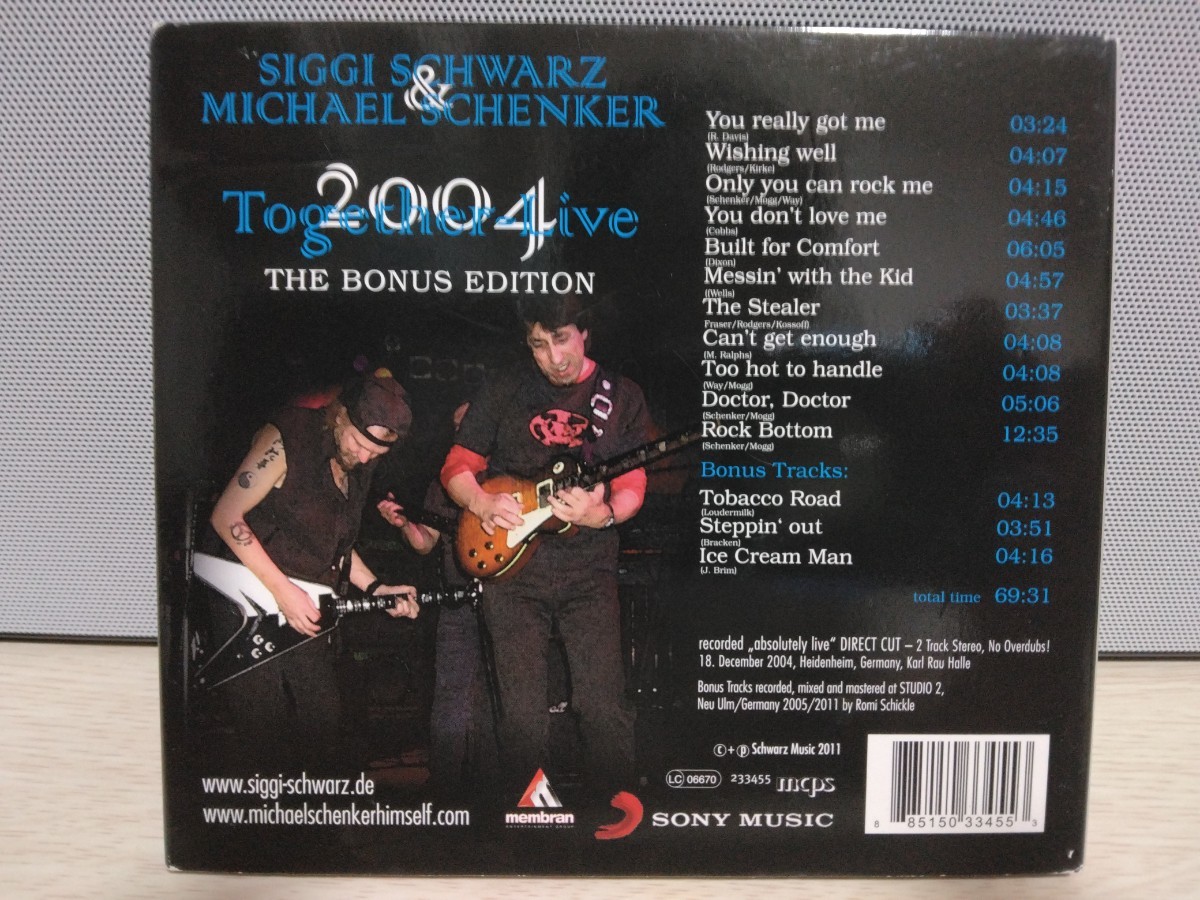 SIGGI SCHWARZ
&
MICHAEL SCHENKER
2004
Together-Live
THE BONUS EDITION
You really got me 03:24
(R. Davis)
Wishing well 04:07
(Rodgers/Kirke)
Only you can rock me 04:15
(Schenker/Mogg/Way)
You don't love me 04:46
(Cobbs)
Built for Comfort 06:05
(Dixon)
Messin' with the Kid 04:57
((Wells)
The Stealer 03:37
Fraser/Rodgers/Kossoff)
Can't get enough 04:08
(M. Ralphs)
Too hot to handle 04:08
(Way/Mogg)
Doctor, Doctor 05:06
(Schenker/Mogg)
Rock Bottom 12:35
(Schenker/Mogg)
Bonus Tracks:
Tobacco Road 04:13
(Loudermilk)
Steppin' out 03:51
(Bracken)
Ice Cream Man 04:16
(J. Brim)
total time 69:31
recorded „absolutely live" DIRECT CUT – 2 Track Stereo, No Overdubs!
18. December 2004, Heidenheim, Germany, Karl Rau Halle
Bonus Tracks recorded, mixed and mastered at STUDIO 2,
Neu Ulm/Germany 2005/2011 by Romi Schickle
©+℗ Schwarz Music 2011
LC 06670 233455 mcps
www.siggi-schwarz.de
www.michaelschenkerhimself.com
membran
ENTERTAINMENT GROUP
SONY MUSIC
8 85150 33455 3